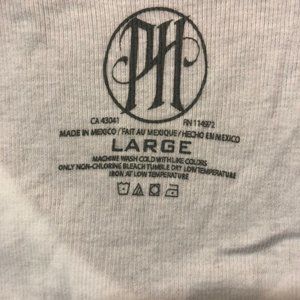 PH
CA 43041 RN 114972
MADE IN MEXICO / FAIT AU MEXIQUE / HECHO EN MEXICO
LARGE
MACHINE WASH COLD WITH LIKE COLORS
ONLY NON-CHLORINE BLEACH TUMBLE DRY LOW TEMPERATURE
IRON AT LOW TEMPERATURE